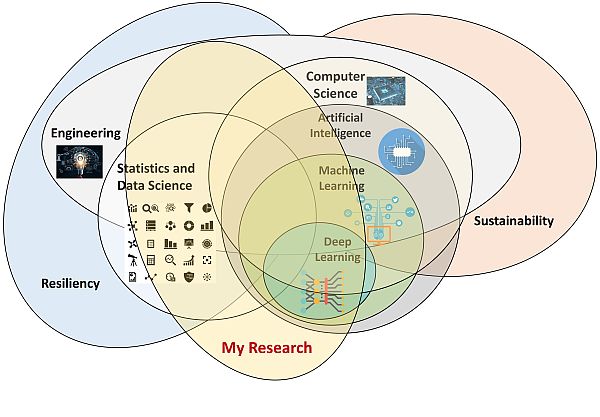 Computer
Science
Artificial
Intelligence
Engineering
Statistics and
Data Science
Machine
Learning
Sustainability
Deep
Learning
Resiliency
My Research